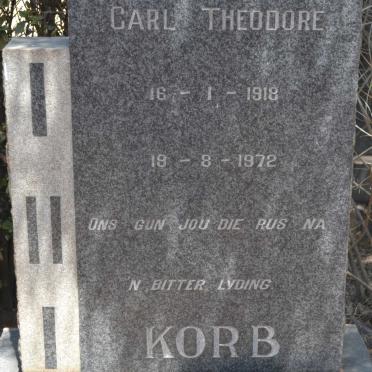 CARL THEODORE
16 - 1 - 1918
19 - 8 - 1972
ONS GUN JOU DIE RUS NA
'N BITTER LYDING
KORB